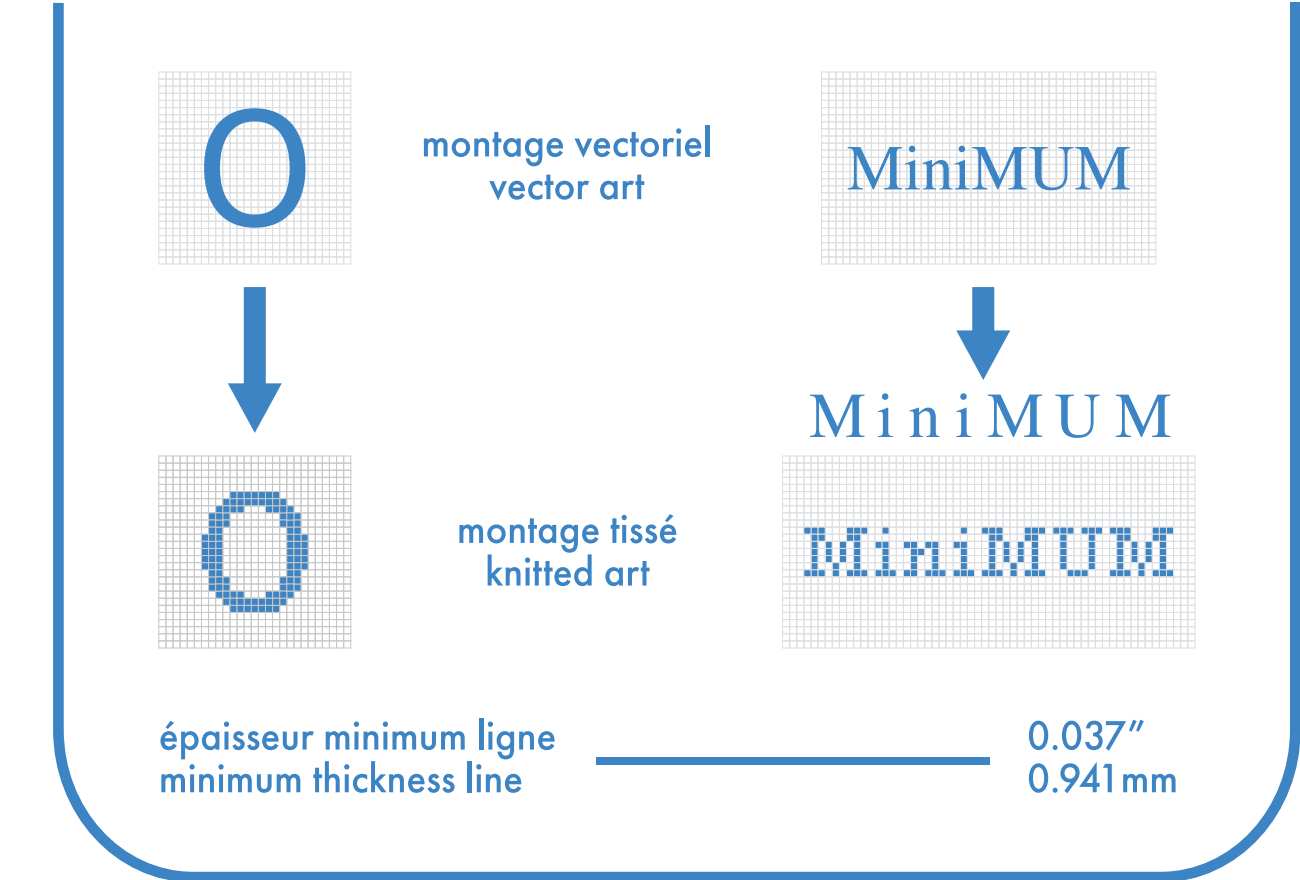 O
montage vectoriel
vector art
MiniMUM
MiniMUM
O
montage tissé
knitted art
MiniMUM
épaisseur minimum ligne
minimum thickness line
0.037"
0.941mm